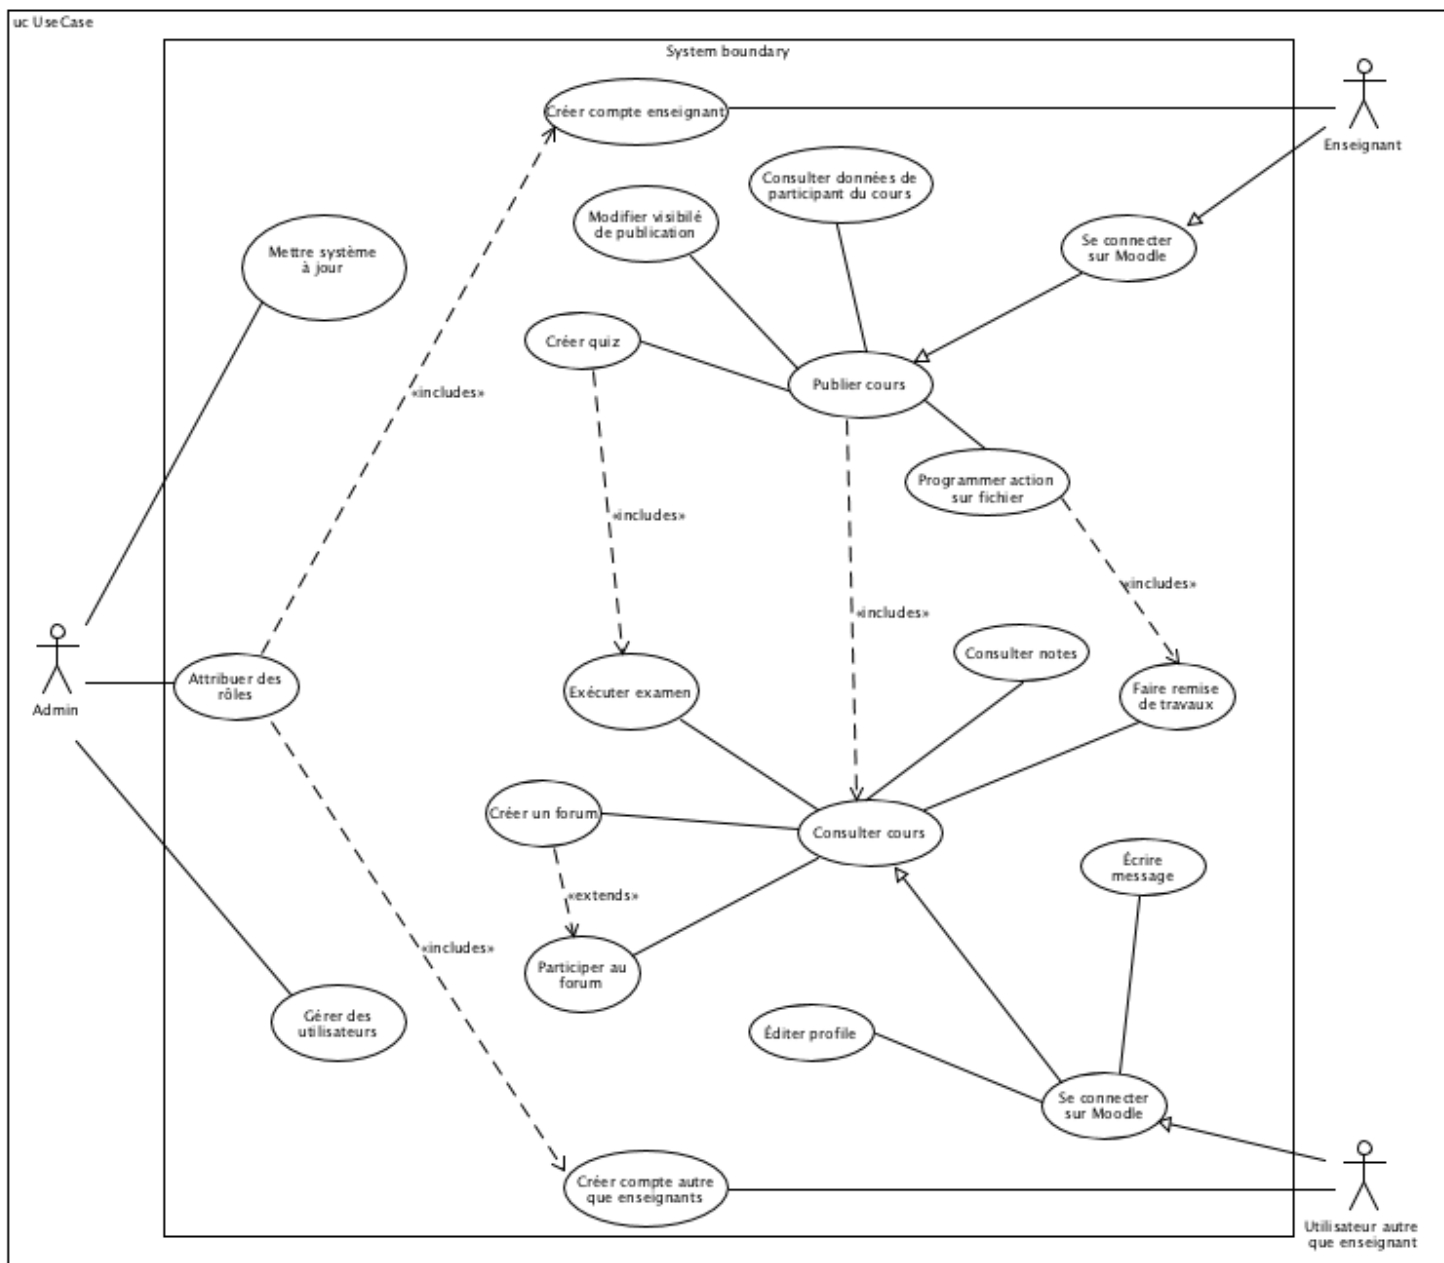 uc UseCase
System boundary
Créer compte enseignant
Enseignant
Consulter données de
participant du cours
Modifier visibilé
de publication
Se connecter
sur Moodle
Mettre système
à jour
Créer quiz
Publier cours
«includes»
Programmer action
sur fichier
«includes»
«includes»
«includes»
Consulter notes
Attribuer des
rôles
Exécuter examen
Faire remise
de travaux
Admin
Créer un forum
Consulter cours
Écrire
message
«extends»
«includes»
Participer au
forum
Gérer des
utilisateurs
Éditer profile
Se connecter
sur Moodle
Créer compte autre
que enseignants
Utilisateur autre
que enseignant